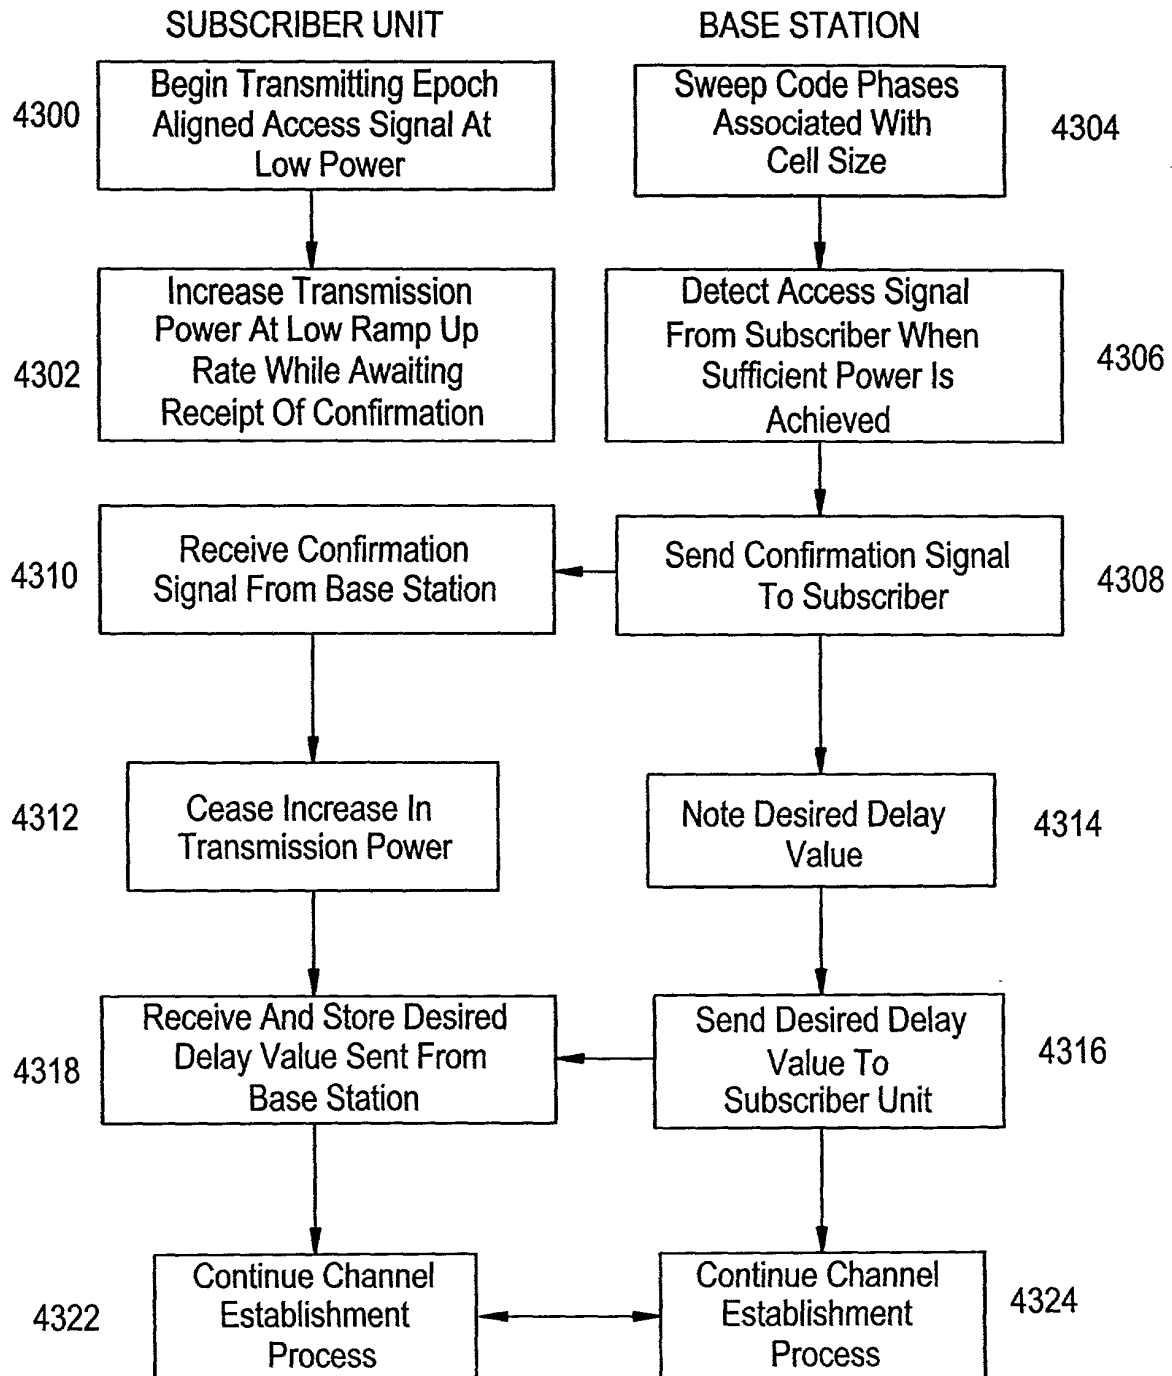 SUBSCRIBER UNIT
BASE STATION
4300
Begin Transmitting Epoch
Aligned Access Signal At
Low Power
Sweep Code Phases
Associated With
Cell Size
4304
4302
Increase Transmission
Power At Low Ramp Up
Rate While Awaiting
Receipt Of Confirmation
Detect Access Signal
From Subscriber When
Sufficient Power Is
Achieved
4306
4310
Receive Confirmation
Signal From Base Station
Send Confirmation Signal
To Subscriber
4308
4312
Cease Increase In
Transmission Power
Note Desired Delay
Value
4314
4318
Receive And Store Desired
Delay Value Sent From
Base Station
Send Desired Delay
Value To
Subscriber Unit
4316
4322
Continue Channel
Establishment
Process
Continue Channel
Establishment
Process
4324